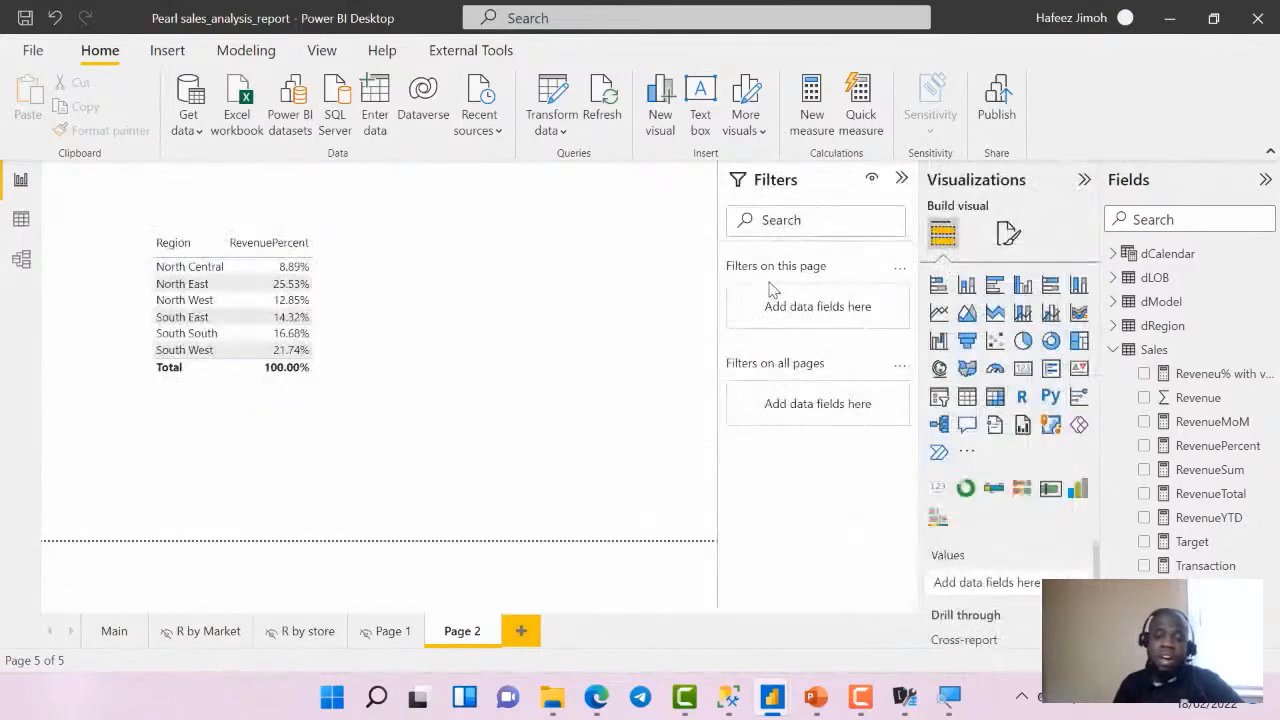 Pearl sales_analysis_report - Power BI Desktop
Search
Hafeez Jimoh
File Home Insert Modeling View Help External Tools
Paste
Cut
Copy
Format painter
Clipboard
Get data
Excel workbook
Power BI datasets
SQL Server
Enter data
Dataverse
Recent sources
Data
Transform data
Refresh
Queries
New visual
Text box
More visuals
Insert
New measure
Quick measure
Calculations
Sensitivity
Sensitivity
Publish
Share
Region RevenuePercent
North Central 8.89%
North East 25.53%
North West 12.85%
South East 14.32%
South South 16.68%
South West 21.74%
Total 100.00%
Filters
Search
Filters on this page ...
Add data fields here
Filters on all pages ...
Add data fields here
Visualizations
Build visual
R
Py
123
...
Values
Add data fields here
Drill through
Cross-report
Fields
Search
dCalendar
dLOB
dModel
dRegion
Sales
Reveneu% with v...
Revenue
RevenueMoM
RevenuePercent
RevenueSum
RevenueTotal
RevenueYTD
Target
Transaction
Main
R by Market
R by store
Page 1
Page 2
Page 5 of 5
18/02/2022